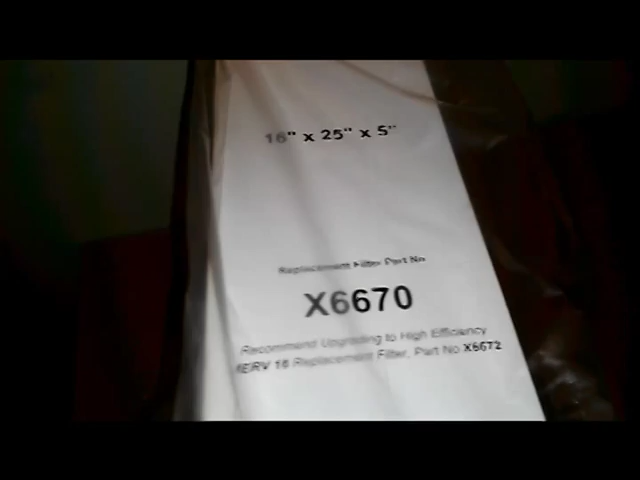 16" x 25" x 5"
Replacement Filter Part No
X6670
Recommend Upgrading to High Efficiency
MERV 16 Replacement Filter, Part No X6672